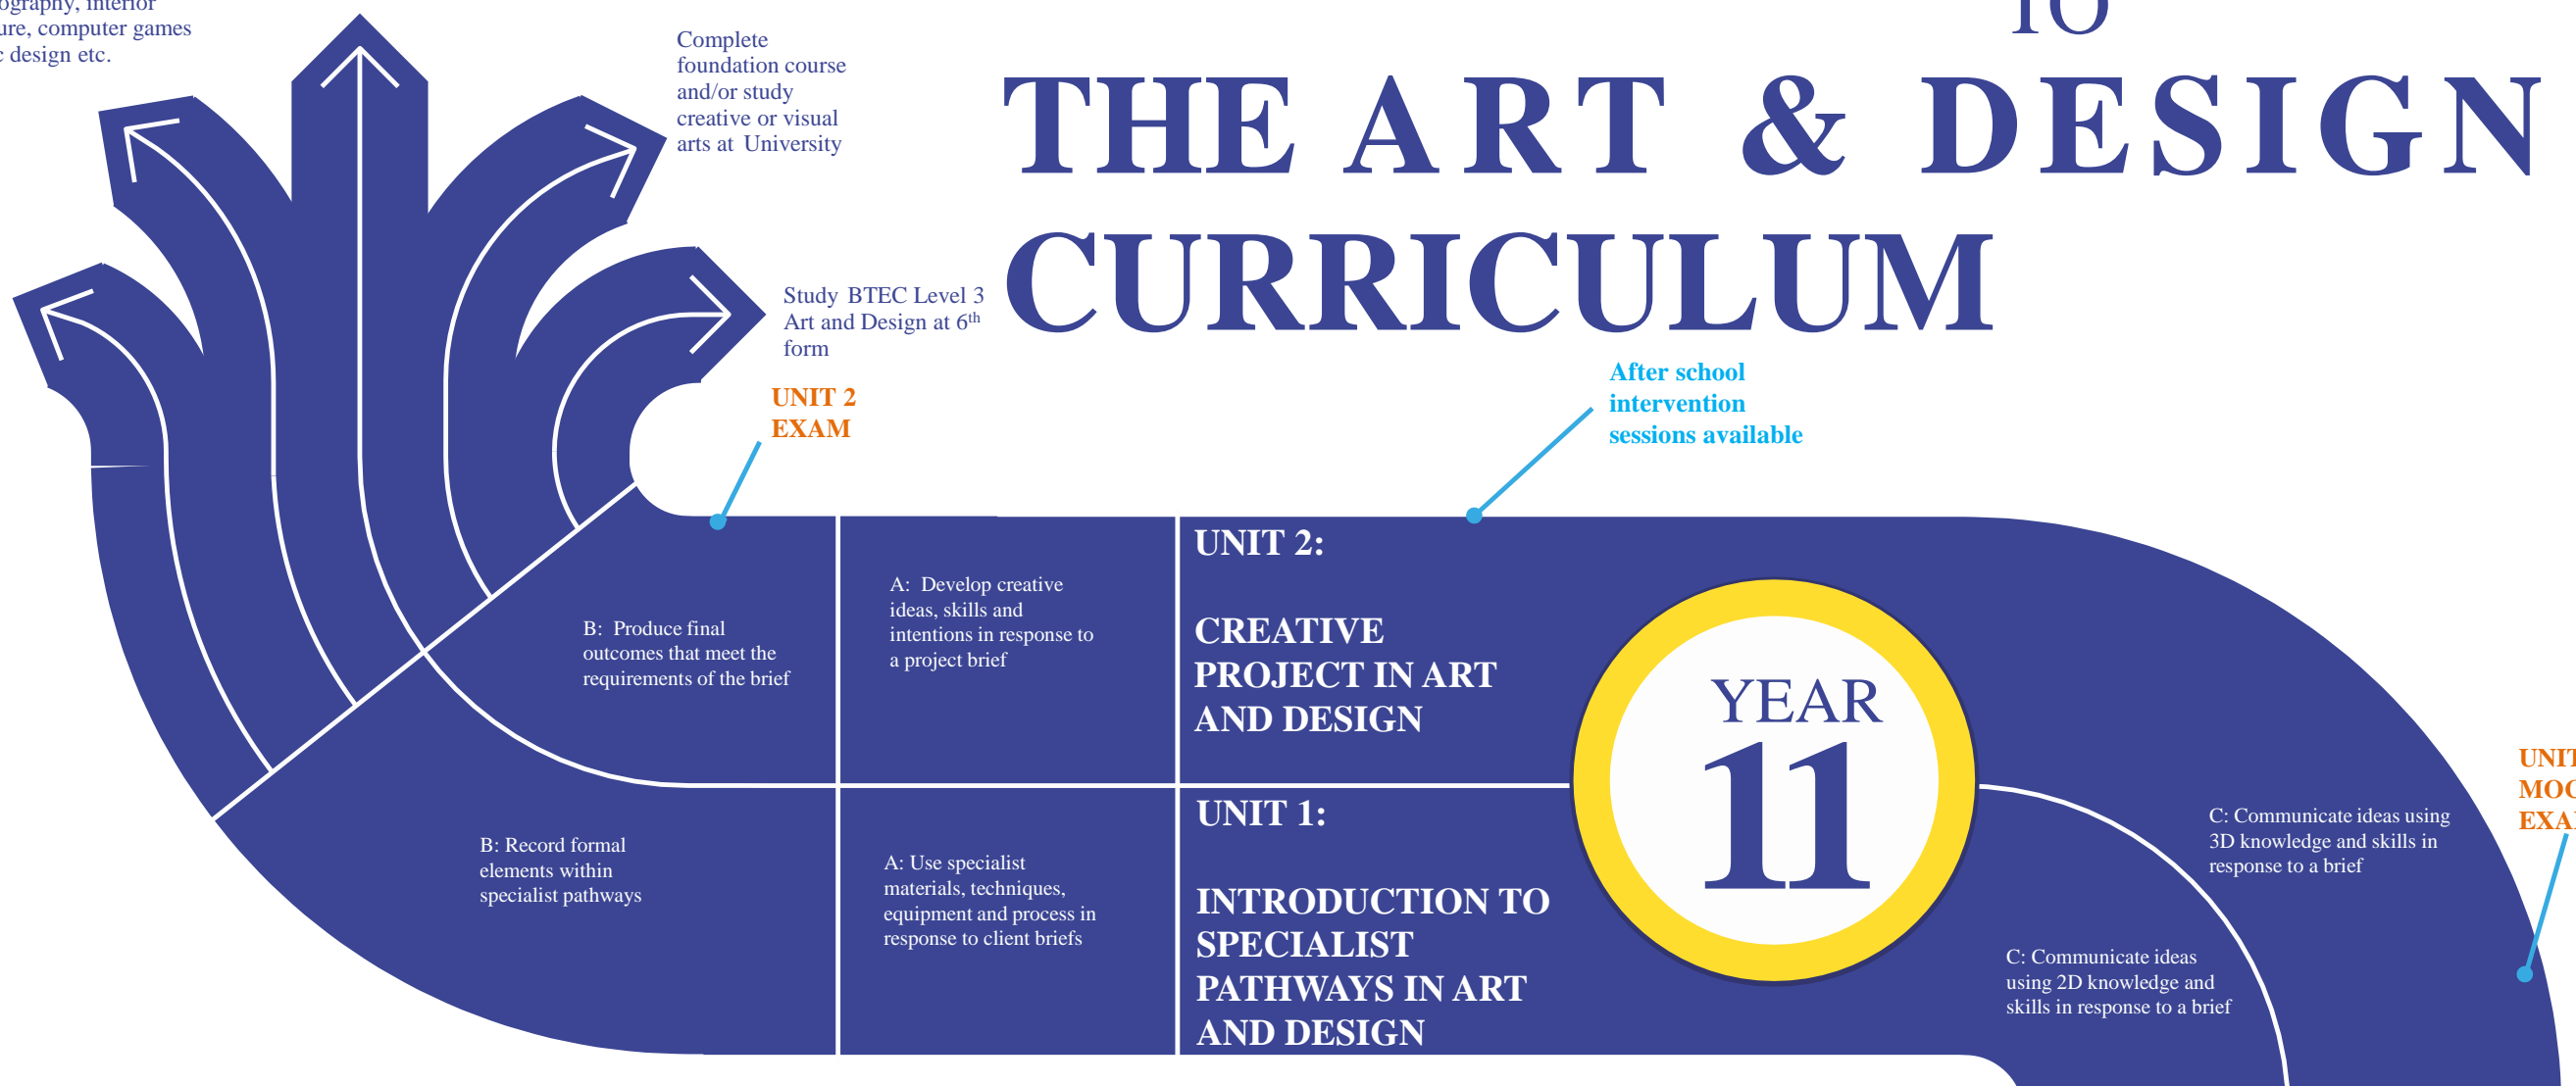 interior
computer games
design etc.
Complete
foundation course
and/or study
creative or visual
arts at University
TO
THE ART & DESIGN
CURRICULUM
Study BTEC Level 3
Art and Design at 6th
form
UNIT 2
EXAM
After school
intervention
sessions available
UNIT 2:
CREATIVE
PROJECT IN ART
AND DESIGN
A: Develop creative
ideas, skills and
intentions in response to
a project brief
B: Produce final
outcomes that meet the
requirements of the brief
YEAR
11
UNIT 1:
INTRODUCTION TO
SPECIALIST
PATHWAYS IN ART
AND DESIGN
A: Use specialist
materials, techniques,
equipment and process in
response to client briefs
B: Record formal
elements within
specialist pathways
C: Communicate ideas using
3D knowledge and skills in
response to a brief
C: Communicate ideas
using 2D knowledge and
skills in response to a brief